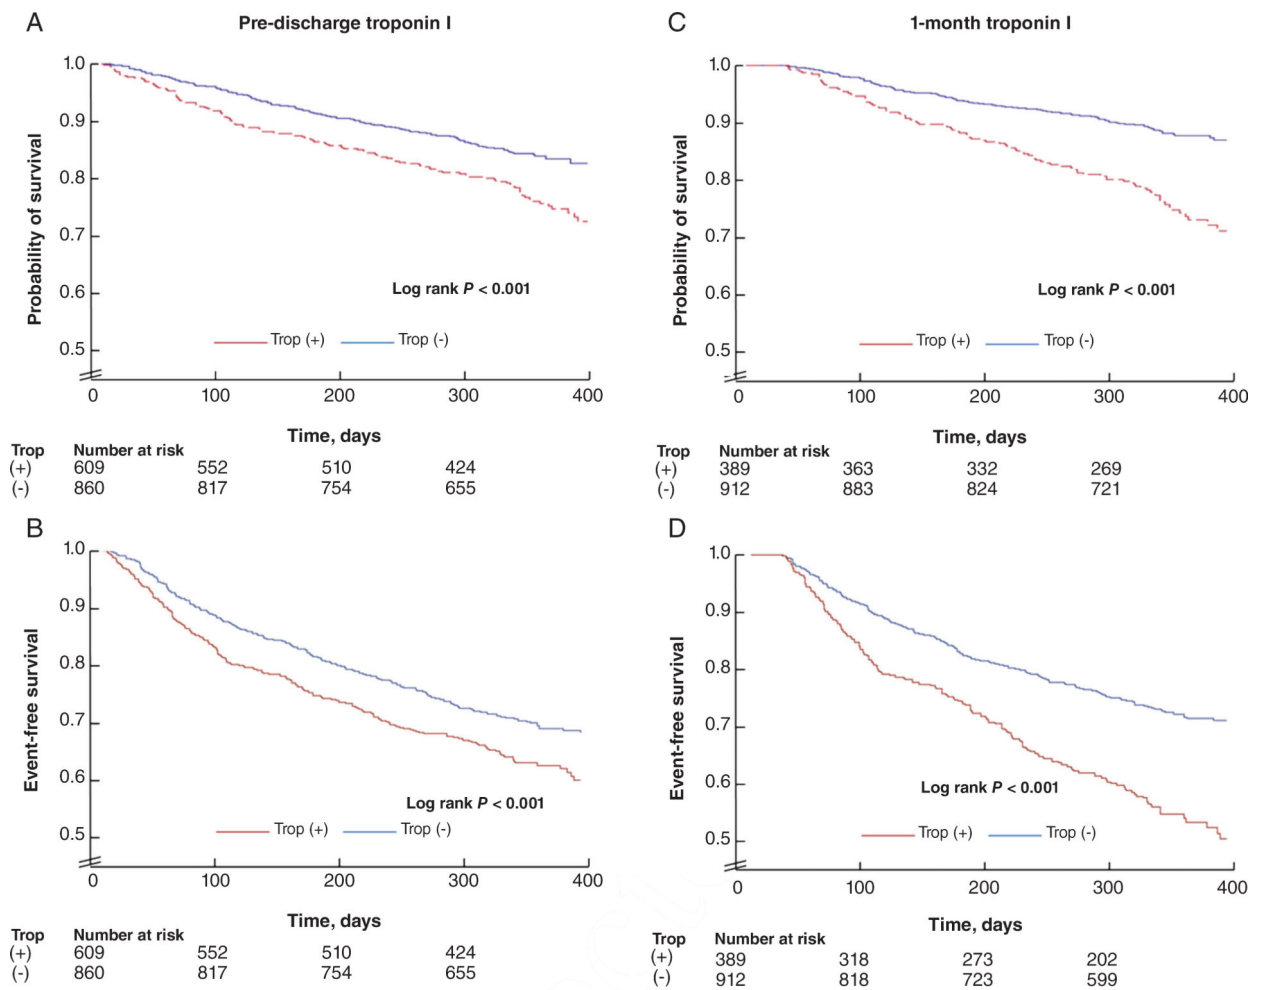 A
Pre-discharge troponin I
Probability of survival
1.0
0.9
0.8
0.7
0.6
0.5
Log rank P < 0.001
Trop (+)
Trop (-)
0 100 200 300 400
Time, days
Trop Number at risk
(+) 609 552 510 424
(-) 860 817 754 655
C
1-month troponin I
Probability of survival
1.0
0.9
0.8
0.7
0.6
0.5
Log rank P < 0.001
Trop (+)
Trop (-)
0 100 200 300 400
Time, days
Trop Number at risk
(+) 389 363 332 269
(-) 912 883 824 721
B
Event-free survival
1.0
0.9
0.8
0.7
0.6
0.5
Log rank P < 0.001
Trop (+)
Trop (-)
0 100 200 300 400
Time, days
Trop Number at risk
(+) 609 552 510 424
(-) 860 817 754 655
D
Event-free survival
1.0
0.9
0.8
0.7
0.6
0.5
Log rank P < 0.001
Trop (+)
Trop (-)
0 100 200 300 400
Time, days
Trop Number at risk
(+) 389 318 273 202
(-) 912 818 723 599